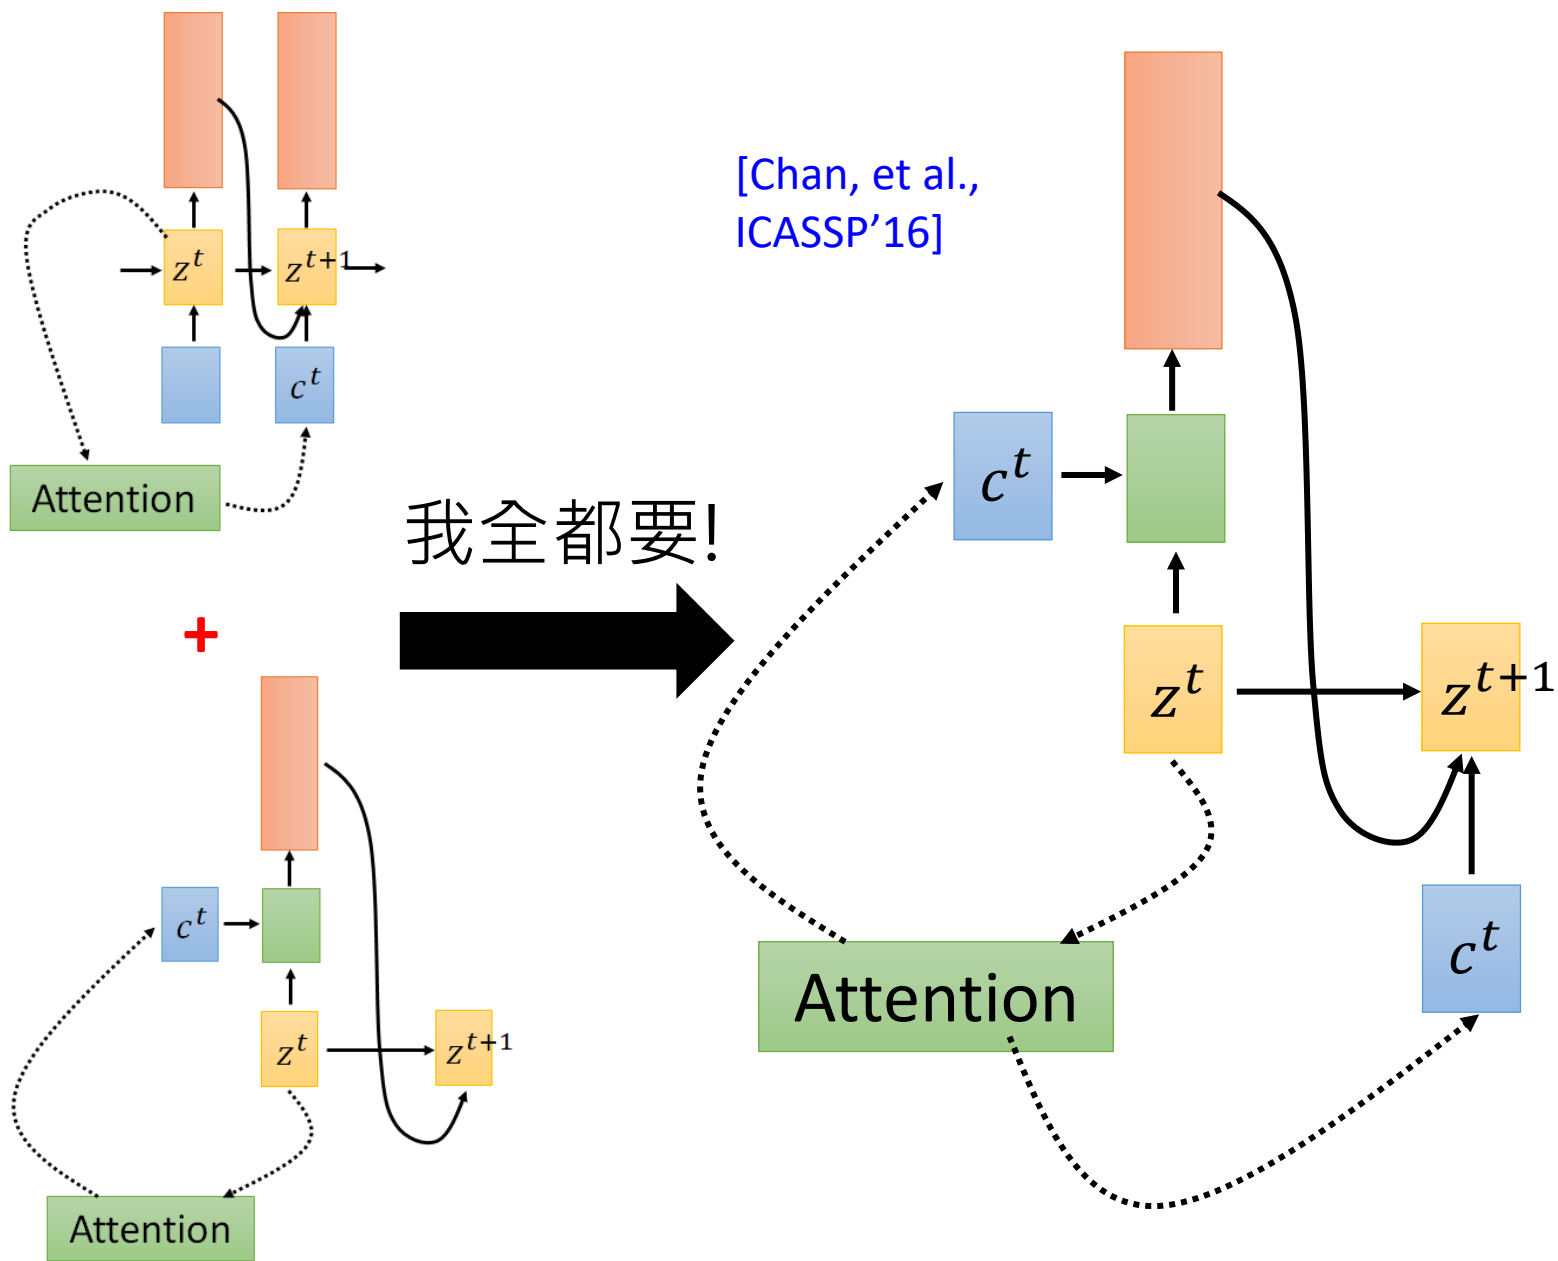 z^t
z^{t+1}
c^t
Attention
+
c^t
z^t
z^{t+1}
Attention
我全都要!
[Chan, et al.,
ICASSP’16]
c^t
z^t
z^{t+1}
Attention
c^t